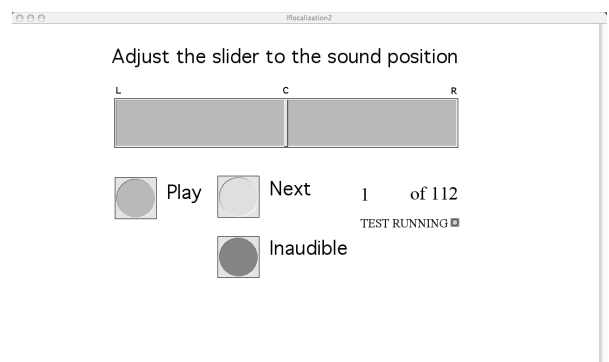 lflocalization2
Adjust the slider to the sound position
L C R
Play Next 1 of 112
TEST RUNNING
Inaudible